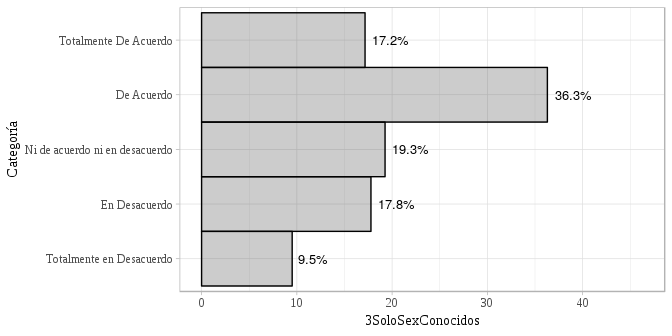 Totalmente De Acuerdo
17.2%
De Acuerdo
36.3%
Categoría
Ni de acuerdo ni en desacuerdo
19.3%
En Desacuerdo
17.8%
Totalmente en Desacuerdo
9.5%
0 10 20 30 40
3SoloSexConocidos